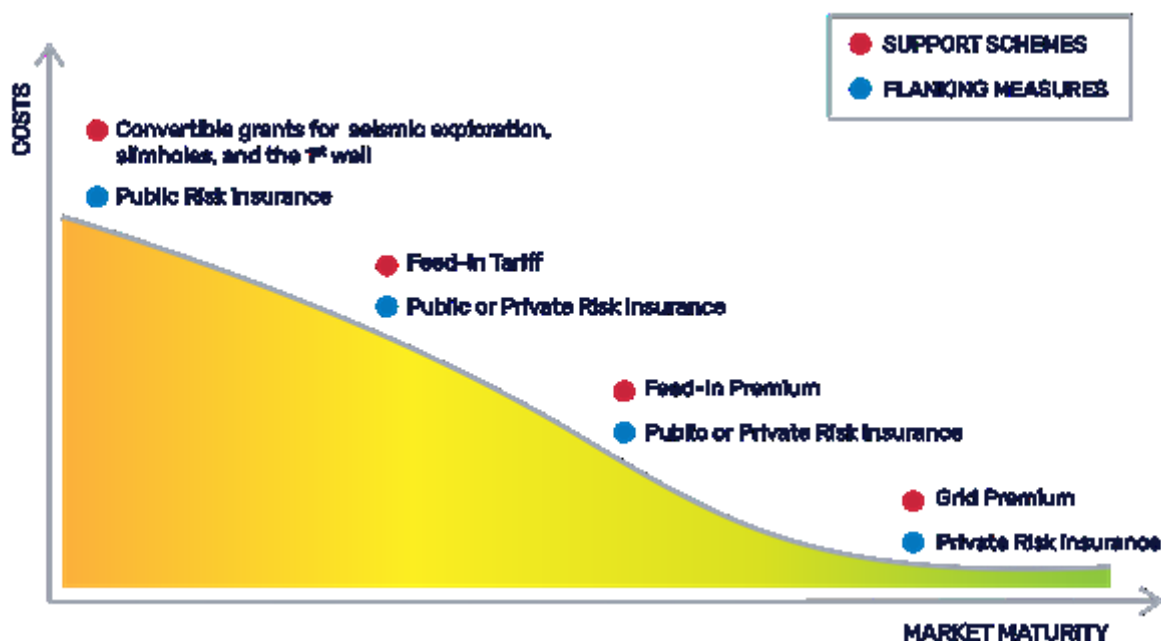 SUPPORT SCHEMES
FLANKING MEASURES
COSTS
Convertible grants for seismic exploration,
slimholes, and the 1st well
Public Risk Insurance
Feed-in Tariff
Public or Private Risk Insurance
Feed-in Premium
Public or Private Risk Insurance
Grid Premium
Private Risk Insurance
MARKET MATURITY